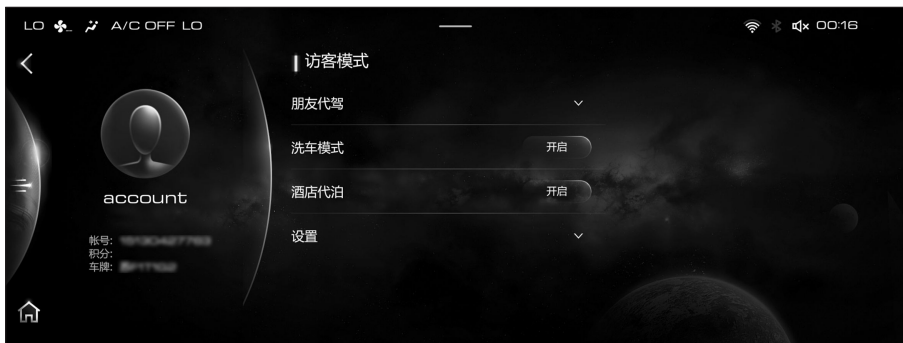 LO A/C OFF LO 00:16
访客模式
朋友代驾
洗车模式 开启
酒店代泊 开启
设置
account
帐号:
积分:
车牌: